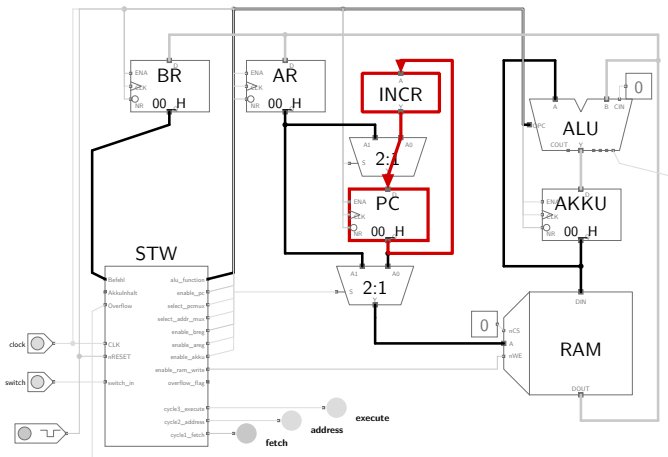 BR
D
ENA
CLK
NR
00_H
AR
D
ENA
CLK
NR
00_H
INCR
A
Y
A1
A0
S
2:1
Y
PC
D
ENA
CLK
NR
00_H
A1
A0
S
2:1
Y
0
A
B
CIN
OPC
ALU
COUT
Y
AKKU
D
ENA
CLK
NR
00_H
STW
Befehl
AkkuInhalt
Overflow
CLK
nRESET
switch_in
alu_function
enable_pc
select_pcmux
select_addr_mux
enable_breg
enable_areg
enable_akku
enable_ram_write
overflow_flag
cycle3_execute
cycle2_address
cycle1_fetch
clock
switch
execute
address
fetch
0
DIN
nCS
A
nWE
RAM
DOUT